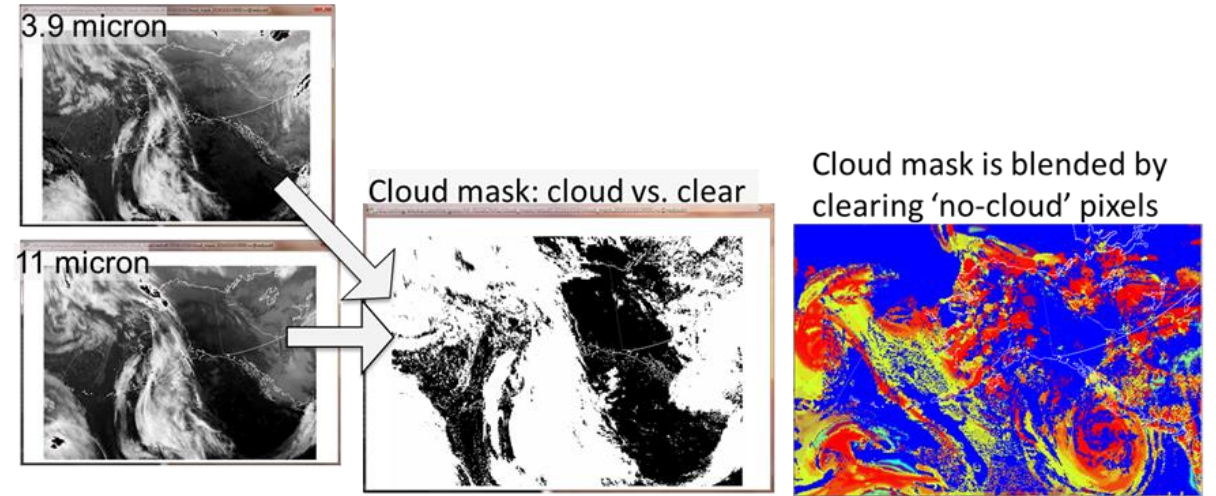 3.9 micron
11 micron
Cloud mask: cloud vs. clear
Cloud mask is blended by
clearing ‘no-cloud’ pixels